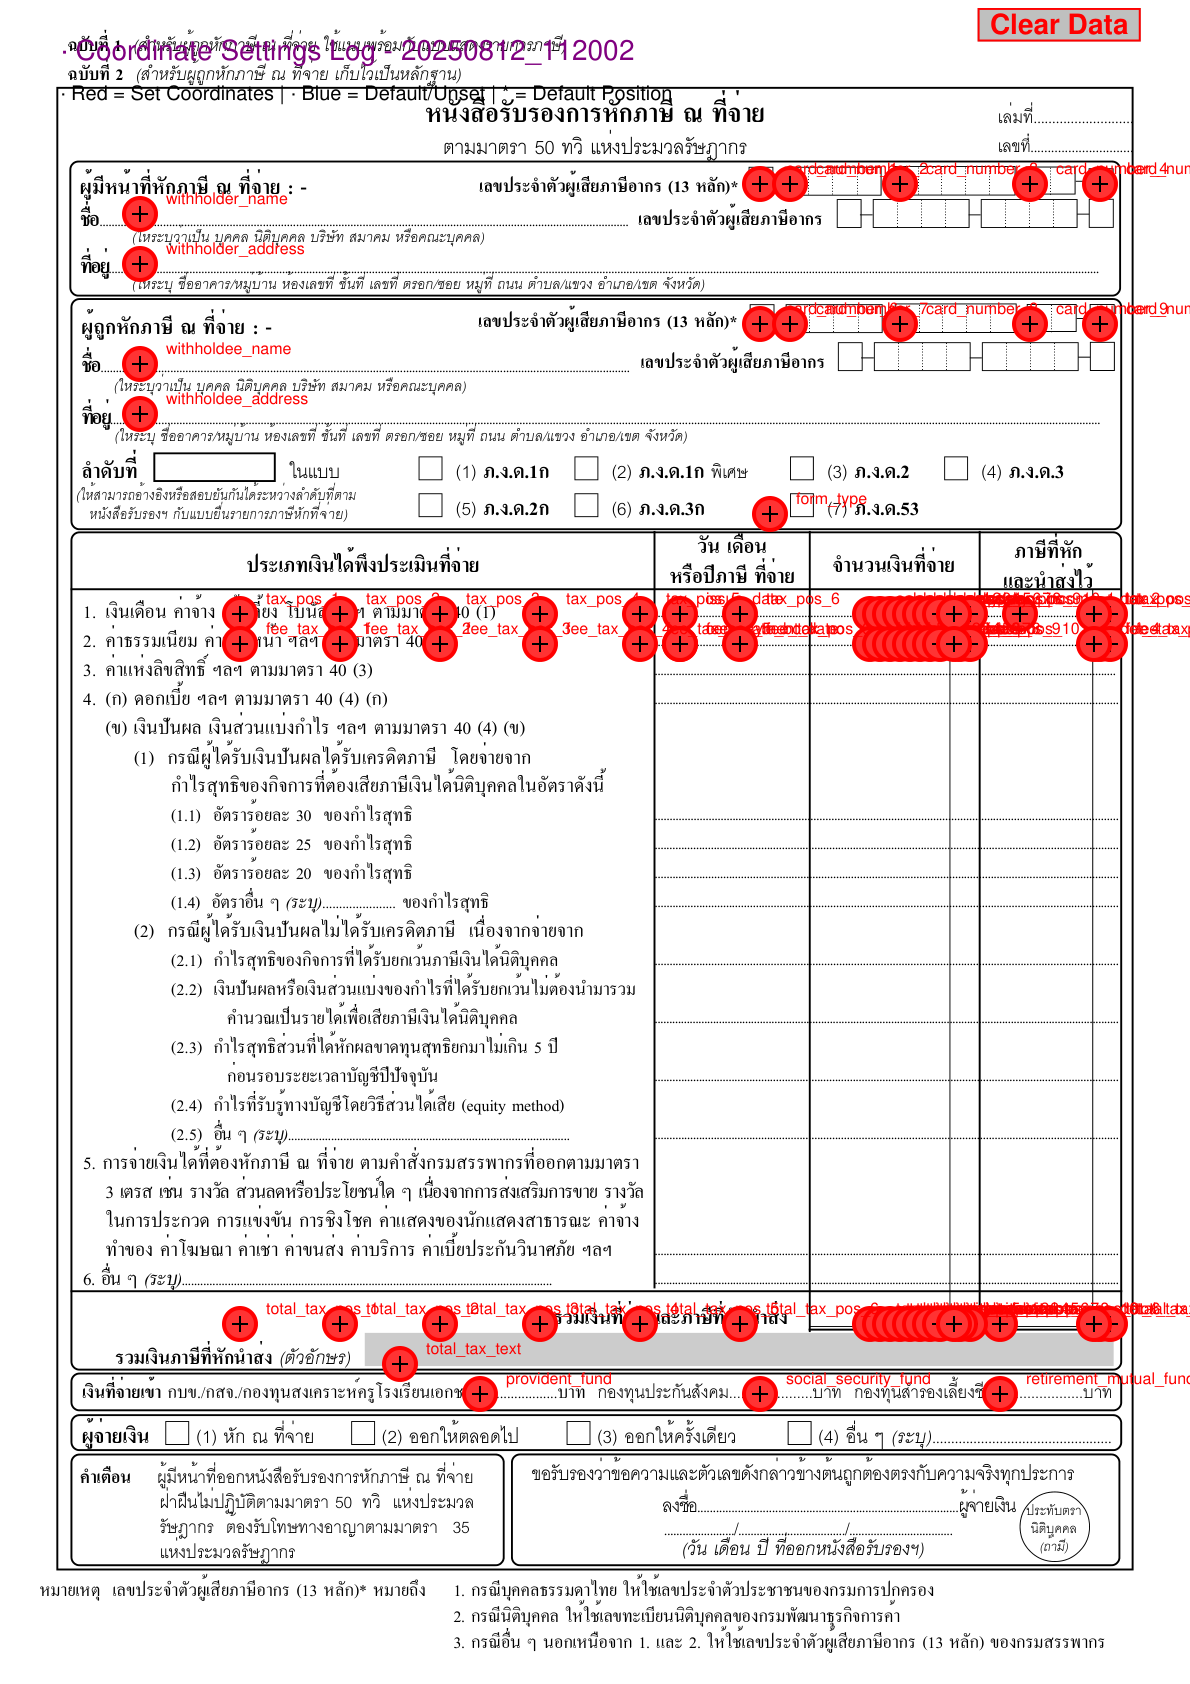 Clear Data
ฉบับที่ 1 (สำหรับผู้ถูกหักภาษี ณ ที่จ่าย ใช้แนบพร้อมกับแบบแสดงรายการภาษี)
· Coordinate Settings Log - 20250812_112002
ฉบับที่ 2 (สำหรับผู้ถูกหักภาษี ณ ที่จ่าย เก็บไว้เป็นหลักฐาน)
· Red = Set Coordinates | · Blue = Default/Unset | * = Default Position
หนังสือรับรองการหักภาษี ณ ที่จ่าย
เล่มที่
ตามมาตรา 50 ทวิ แห่งประมวลรัษฎากร
เลขที่
ผู้มีหน้าที่หักภาษี ณ ที่จ่าย : -
เลขประจำตัวผู้เสียภาษีอากร (13 หลัก)*
withholder_name
ชื่อ
เลขประจำตัวผู้เสียภาษีอากร
(ให้ระบุว่าเป็น บุคคล นิติบุคคล บริษัท สมาคม หรือคณะบุคคล)
withholder_address
ที่อยู่
(ให้ระบุ ชื่ออาคาร/หมู่บ้าน ห้องเลขที่ ชั้นที่ เลขที่ ตรอก/ซอย หมู่ที่ ถนน ตำบล/แขวง อำเภอ/เขต จังหวัด)
ผู้ถูกหักภาษี ณ ที่จ่าย : -
เลขประจำตัวผู้เสียภาษีอากร (13 หลัก)*
withholdee_name
ชื่อ
เลขประจำตัวผู้เสียภาษีอากร
(ให้ระบุว่าเป็น บุคคล นิติบุคคล บริษัท สมาคม หรือคณะบุคคล)
withholdee_address
ที่อยู่
(ให้ระบุ ชื่ออาคาร/หมู่บ้าน ห้องเลขที่ ชั้นที่ เลขที่ ตรอก/ซอย หมู่ที่ ถนน ตำบล/แขวง อำเภอ/เขต จังหวัด)
ลำดับที่ ในแบบ (1) ภ.ง.ด.1ก (2) ภ.ง.ด.1ก พิเศษ (3) ภ.ง.ด.2 (4) ภ.ง.ด.3
(ให้สามารถอ้างอิงหรือสอบยันกันได้ระหว่างลำดับที่ตาม
หนังสือรับรองฯ กับแบบยื่นรายการภาษีหักที่จ่าย)
form_type
(5) ภ.ง.ด.2ก (6) ภ.ง.ด.3ก (7) ภ.ง.ด.53
ประเภทเงินได้พึงประเมินที่จ่าย
วัน เดือน
หรือปีภาษี ที่จ่าย
จำนวนเงินที่จ่าย
ภาษีที่หัก
และนำส่งไว้
tax_pos_1 tax_pos_2 tax_pos_3 tax_pos_4 tax_pos_6
1. เงินเดือน ค่าจ้าง โบนัส ตามมาตรา 40 (1)
2. ค่าธรรมเนียม ฯลฯ
3. ค่าแห่งลิขสิทธิ์ ฯลฯ ตามมาตรา 40 (3)
4. (ก) ดอกเบี้ย ฯลฯ ตามมาตรา 40 (4) (ก)
(ข) เงินปันผล เงินส่วนแบ่งกำไร ฯลฯ ตามมาตรา 40 (4) (ข)
(1) กรณีผู้ได้รับเงินปันผลได้รับเครดิตภาษี โดยจ่ายจาก
กำไรสุทธิของกิจการที่ต้องเสียภาษีเงินได้นิติบุคคลในอัตราดังนี้
(1.1) อัตราร้อยละ 30 ของกำไรสุทธิ
(1.2) อัตราร้อยละ 25 ของกำไรสุทธิ
(1.3) อัตราร้อยละ 20 ของกำไรสุทธิ
(1.4) อัตราอื่น ๆ (ระบุ) ของกำไรสุทธิ
(2) กรณีผู้ได้รับเงินปันผลไม่ได้รับเครดิตภาษี เนื่องจากจ่ายจาก
(2.1) กำไรสุทธิของกิจการที่ได้รับยกเว้นภาษีเงินได้นิติบุคคล
(2.2) เงินปันผลหรือเงินส่วนแบ่งของกำไรที่ได้รับยกเว้นไม่ต้องนำมารวม
คำนวณเป็นรายได้เพื่อเสียภาษีเงินได้นิติบุคคล
(2.3) กำไรสุทธิส่วนที่ได้หักผลขาดทุนสุทธิยกมาไม่เกิน 5 ปี
ก่อนรอบระยะเวลาบัญชีปีปัจจุบัน
(2.4) กำไรที่รับรู้ทางบัญชีโดยวิธีส่วนได้เสีย (equity method)
(2.5) อื่น ๆ (ระบุ)
5. การจ่ายเงินได้ที่ต้องหักภาษี ณ ที่จ่าย ตามคำสั่งกรมสรรพากรที่ออกตามมาตรา
3 เตรส เช่น รางวัล ส่วนลดหรือประโยชน์ใด ๆ เนื่องจากการส่งเสริมการขาย รางวัล
ในการประกวด การแข่งขัน การชิงโชค ค่าแสดงของนักแสดงสาธารณะ ค่าจ้าง
ทำของ ค่าโฆษณา ค่าเช่า ค่าขนส่ง ค่าบริการ ค่าเบี้ยประกันวินาศภัย ฯลฯ
6. อื่น ๆ (ระบุ)
total_tax_text
รวมเงินภาษีที่หักนำส่ง (ตัวอักษร)
provident_fund social_security_fund retirement_mutual_fund
เงินที่จ่ายเข้า กบข./กสจ./กองทุนสงเคราะห์ครูโรงเรียนเอกชน บาท กองทุนประกันสังคม บาท กองทุนสำรองเลี้ยงชีพ บาท
ผู้จ่ายเงิน (1) หัก ณ ที่จ่าย (2) ออกให้ตลอดไป (3) ออกให้ครั้งเดียว (4) อื่น ๆ (ระบุ)
คำเตือน ผู้มีหน้าที่ออกหนังสือรับรองการหักภาษี ณ ที่จ่าย
ฝ่าฝืนไม่ปฏิบัติตามมาตรา 50 ทวิ แห่งประมวล
รัษฎากร ต้องรับโทษทางอาญาตามมาตรา 35
แห่งประมวลรัษฎากร
ขอรับรองว่าข้อความและตัวเลขดังกล่าวข้างต้นถูกต้องตรงกับความจริงทุกประการ
ลงชื่อ ผู้จ่ายเงิน
(วัน เดือน ปี ที่ออกหนังสือรับรองฯ)
ประทับตรา
นิติบุคคล
(ถ้ามี)
หมายเหตุ เลขประจำตัวผู้เสียภาษีอากร (13 หลัก)* หมายถึง
1. กรณีบุคคลธรรมดาไทย ให้ใช้เลขประจำตัวประชาชนของกรมการปกครอง
2. กรณีนิติบุคคล ให้ใช้เลขทะเบียนนิติบุคคลของกรมพัฒนาธุรกิจการค้า
3. กรณีอื่น ๆ นอกเหนือจาก 1. และ 2. ให้ใช้เลขประจำตัวผู้เสียภาษีอากร (13 หลัก) ของกรมสรรพากร